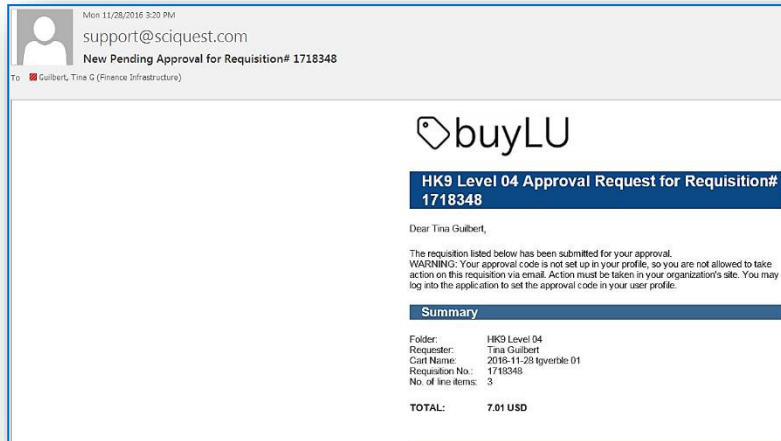 Mon 11/28/2016 3:20 PM
support@sciquest.com
New Pending Approval for Requisition# 1718348
To Guilbert, Tina G (Finance Infrastructure)
buyLU
HK9 Level 04 Approval Request for Requisition#
1718348
Dear Tina Guilbert,
The requisition listed below has been submitted for your approval.
WARNING: Your approval code is not set up in your profile, so you are not allowed to take
action on this requisition via email. Action must be taken in your organization's site. You may
log into the application to set the approval code in your user profile.
Summary
Folder: HK9 Level 04
Requester: Tina Guilbert
Cart Name: 2016-11-28 tgverble 01
Requisition No.: 1718348
No. of line items: 3
TOTAL: 7.01 USD